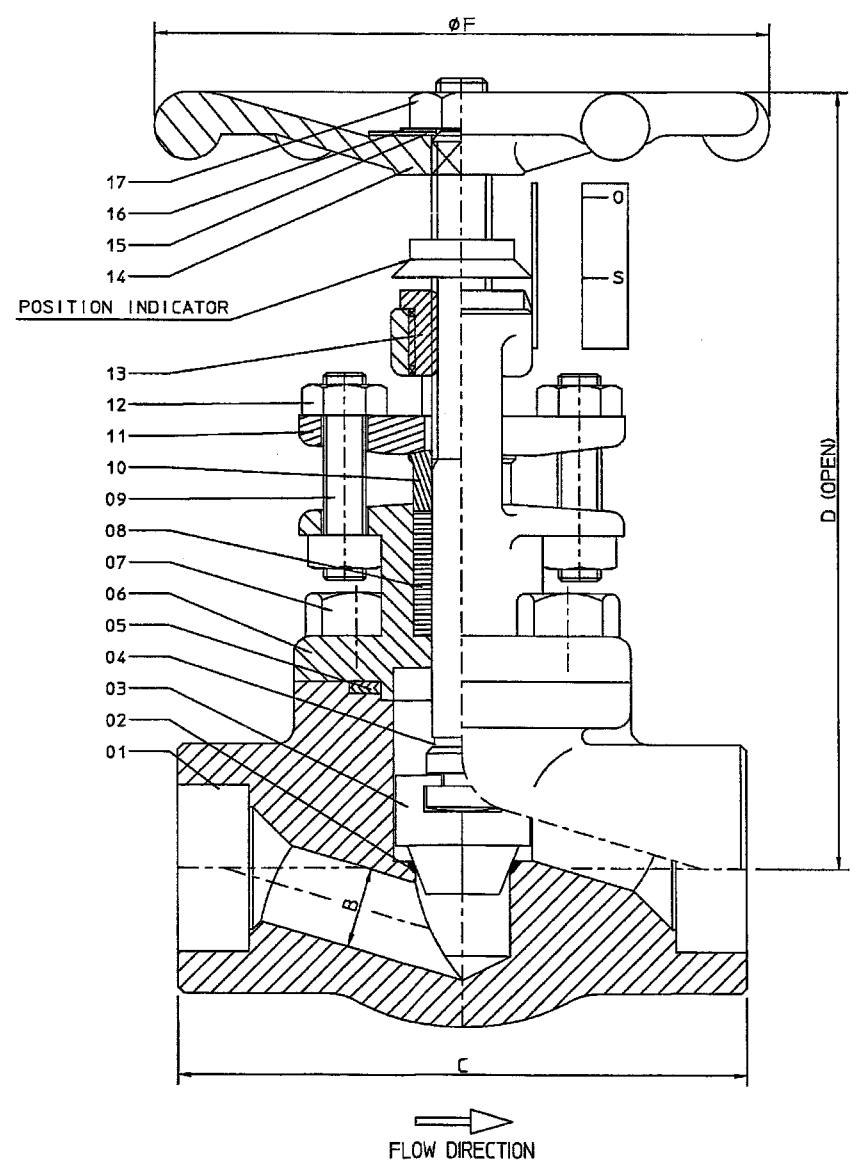 øF
17
16
15
14
POSITION INDICATOR
O
S
13
12
11
10
09
08
07
06
05
04
03
02
01
D (OPEN)
B
C
FLOW DIRECTION